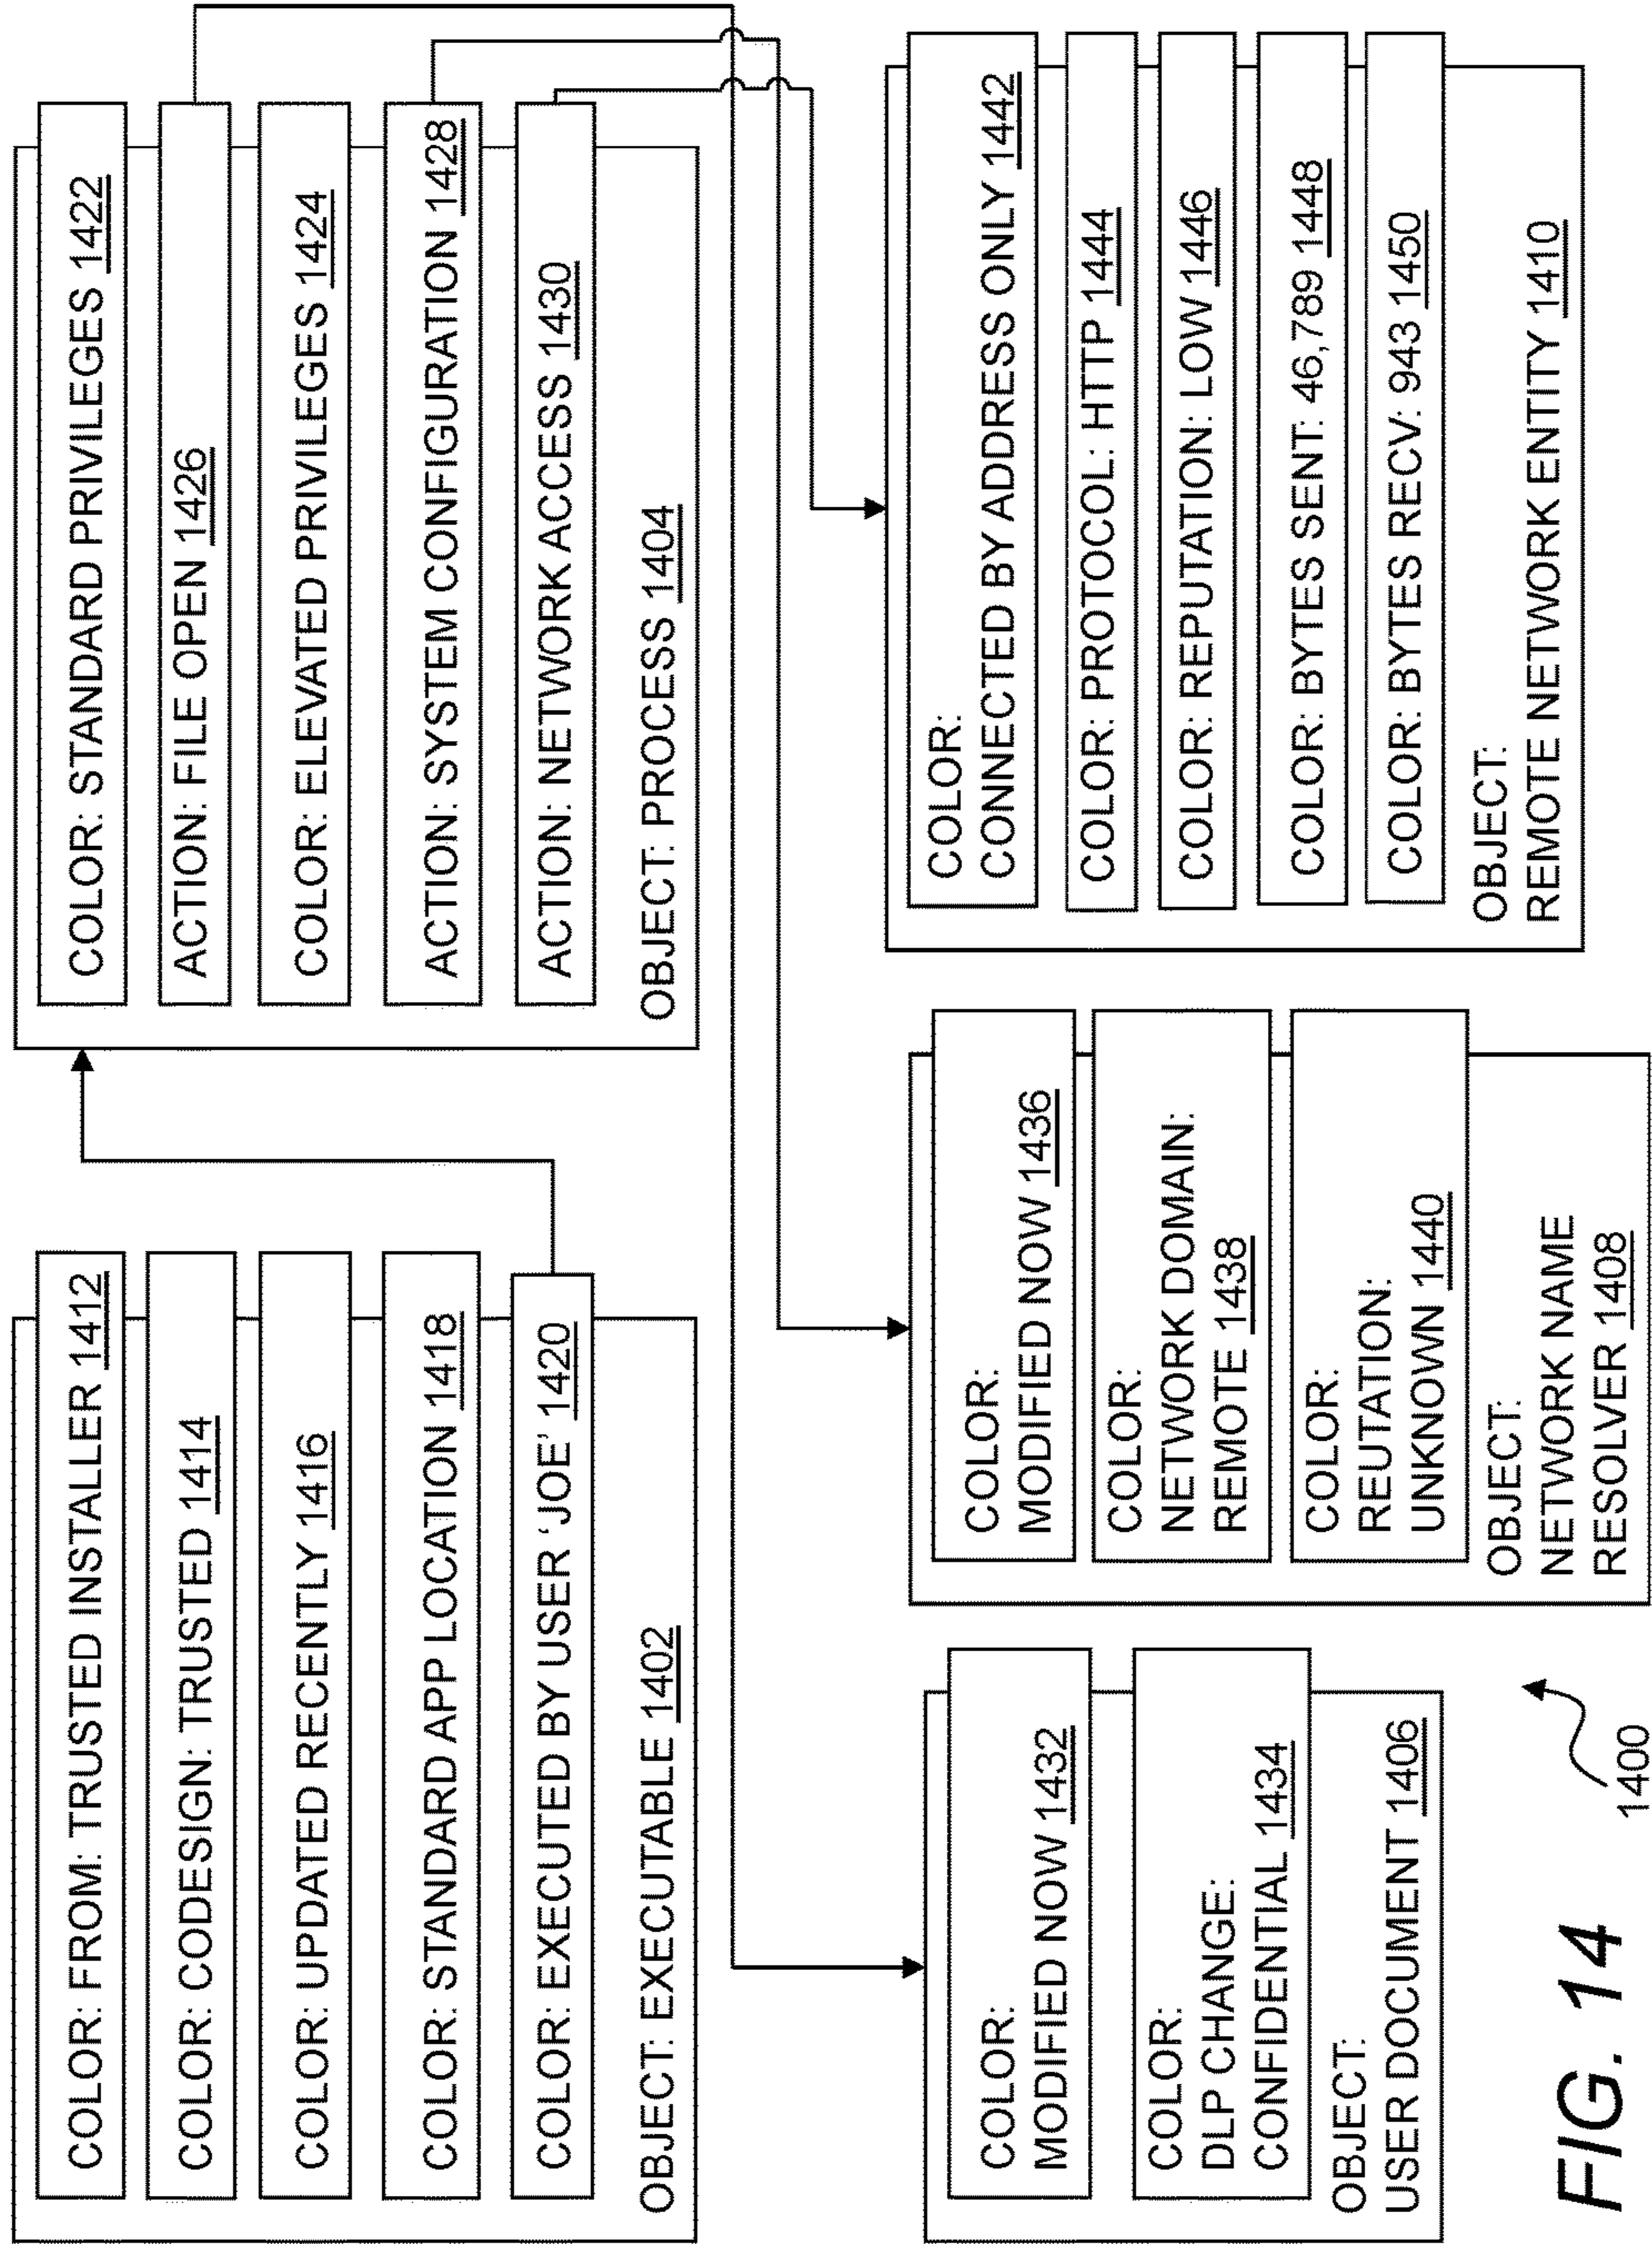 COLOR: FROM: TRUSTED INSTALLER 1412
COLOR: CODESIGN: TRUSTED 1414
COLOR: UPDATED RECENTLY 1416
COLOR: STANDARD APP LOCATION 1418
COLOR: EXECUTED BY USER 'JOE' 1420
OBJECT: EXECUTABLE 1402
COLOR: STANDARD PRIVILEGES 1422
ACTION: FILE OPEN 1426
COLOR: ELEVATED PRIVILEGES 1424
ACTION: SYSTEM CONFIGURATION 1428
ACTION: NETWORK ACCESS 1430
OBJECT: PROCESS 1404
COLOR:
MODIFIED NOW 1432
COLOR:
DLP CHANGE:
CONFIDENTIAL 1434
OBJECT:
USER DOCUMENT 1406
COLOR:
MODIFIED NOW 1436
COLOR:
NETWORK DOMAIN:
REMOTE 1438
COLOR:
REUTATION:
UNKNOWN 1440
OBJECT:
NETWORK NAME
RESOLVER 1408
COLOR:
CONNECTED BY ADDRESS ONLY 1442
COLOR: PROTOCOL: HTTP 1444
COLOR: REPUTATION: LOW 1446
COLOR: BYTES SENT: 46,789 1448
COLOR: BYTES RECV: 943 1450
OBJECT:
REMOTE NETWORK ENTITY 1410
1400
FIG. 14